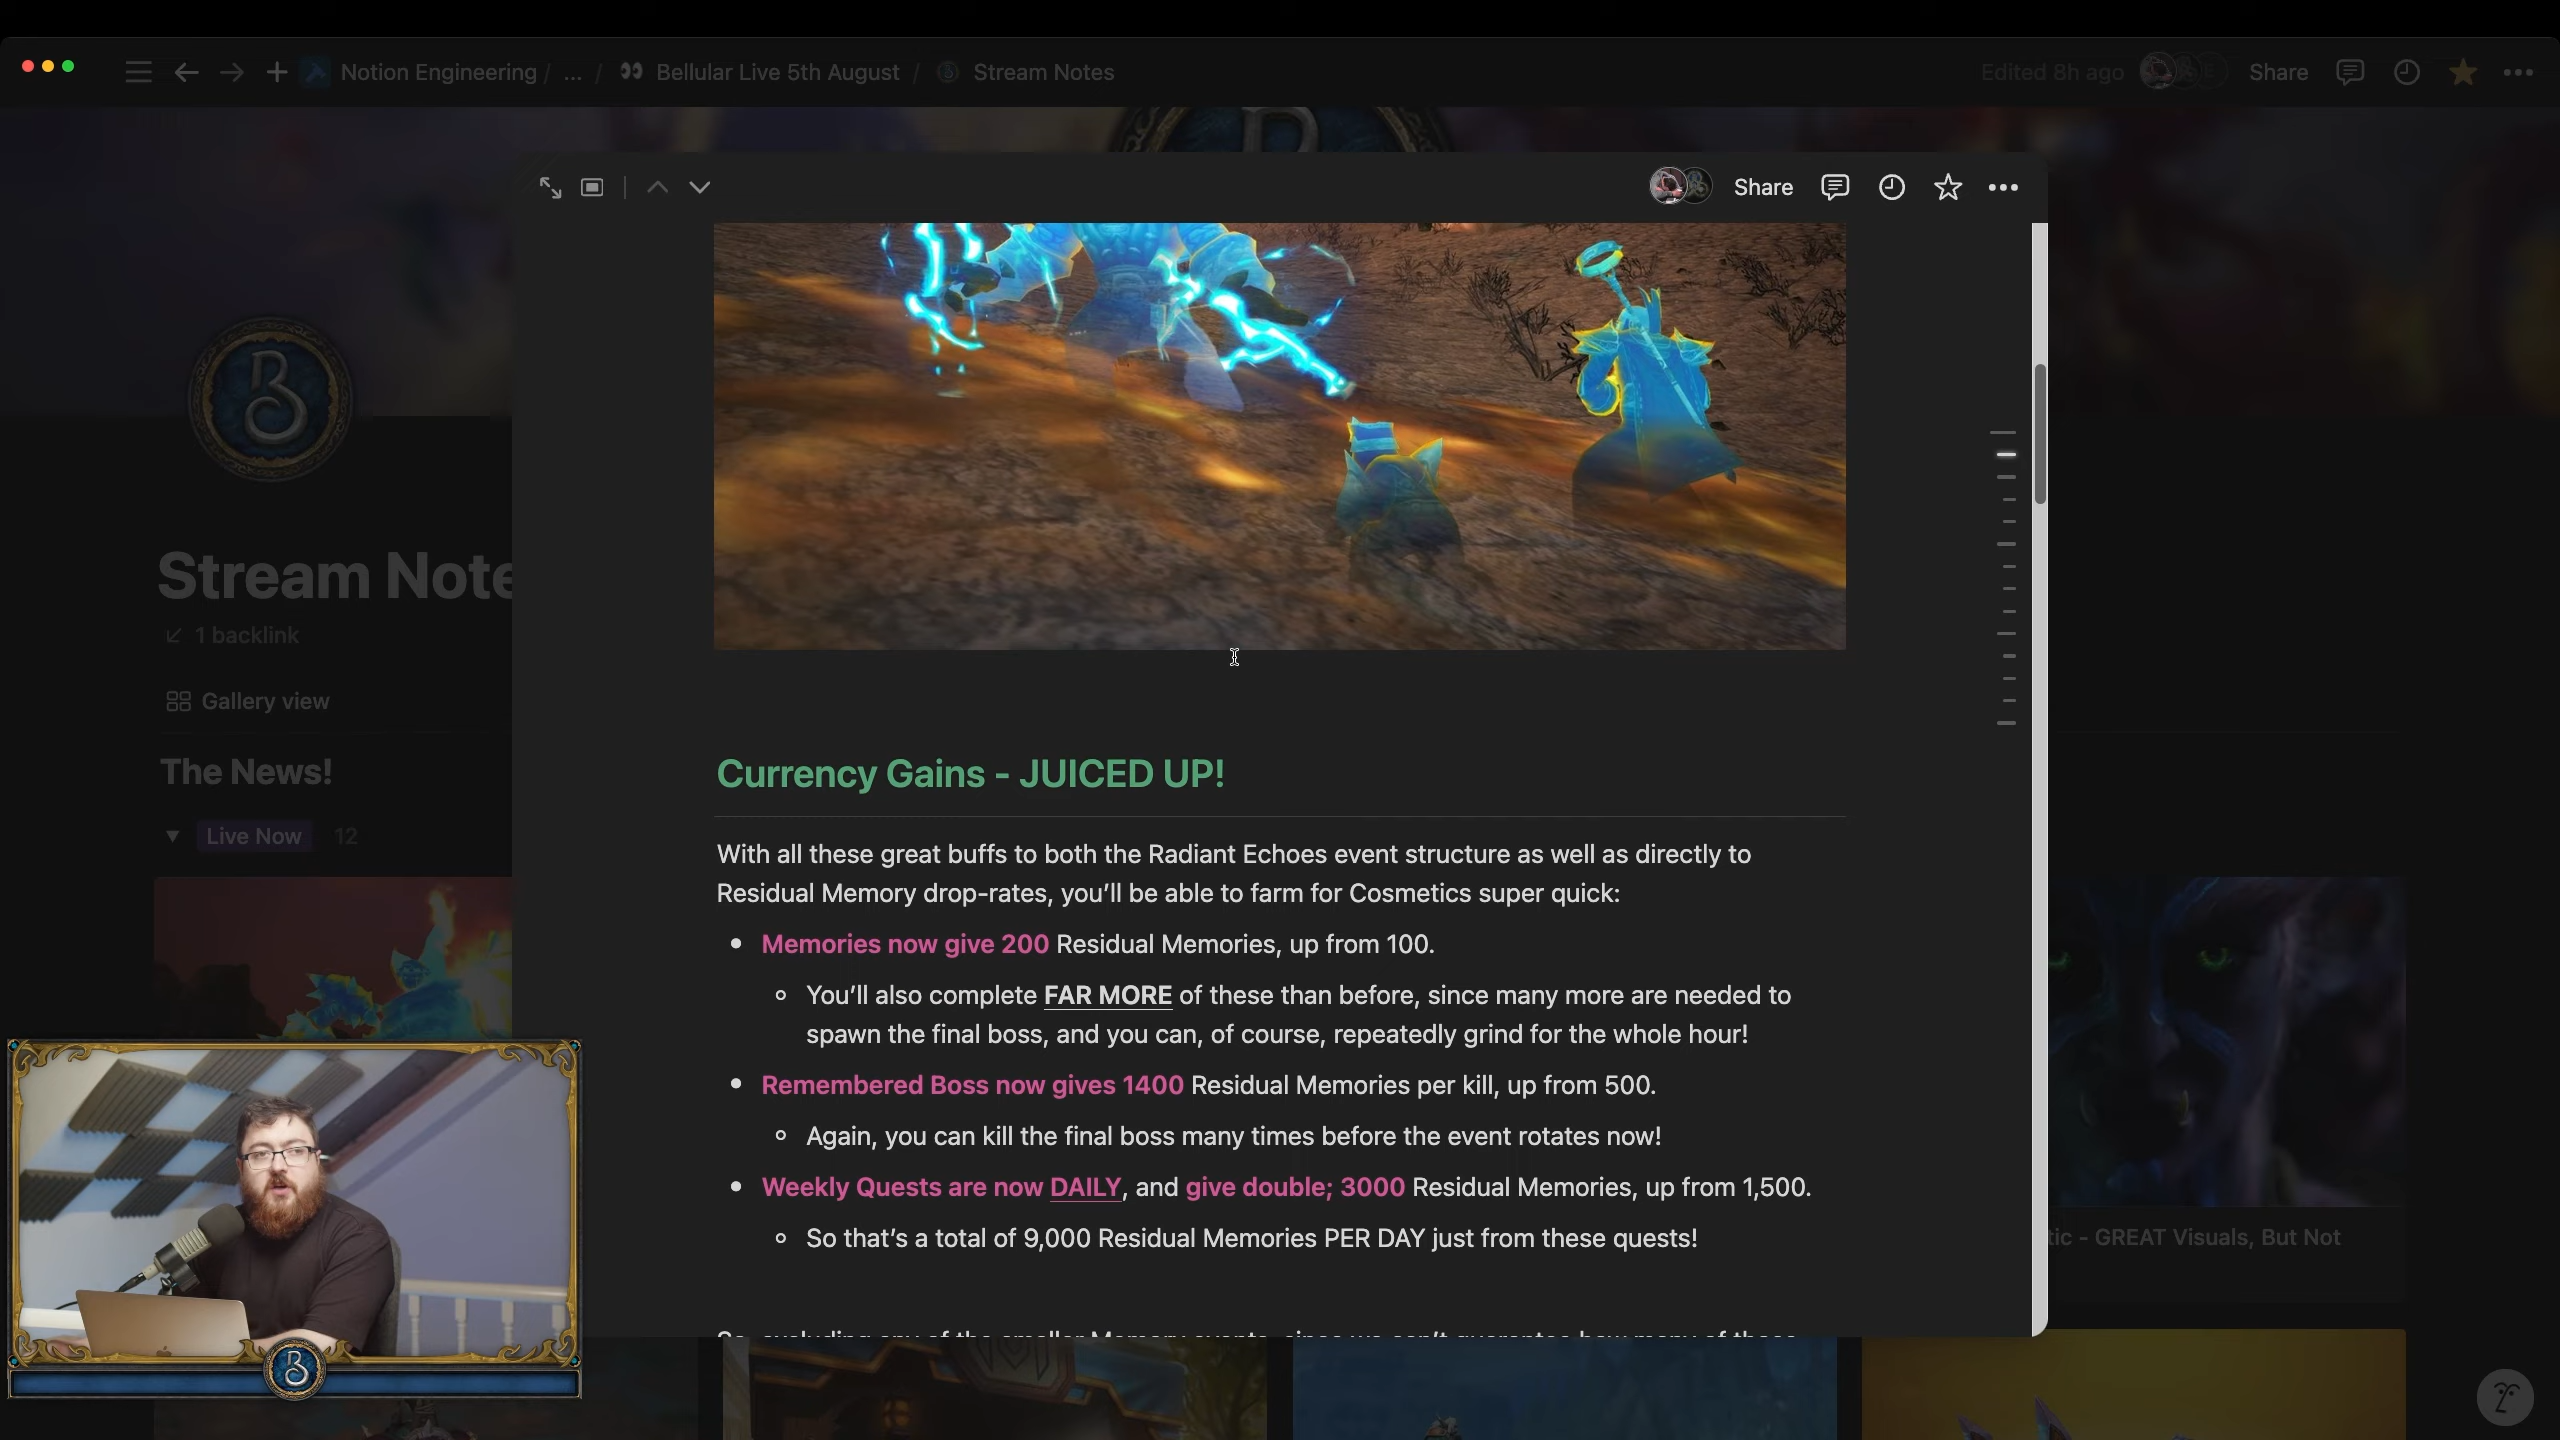 Notion Engineering / ... / 👀 Bellular Live 5th August / Stream Notes
Edited 8h ago
Share
Share
Stream Note
1 backlink
Gallery view
The News!
Live Now 12
Currency Gains - JUICED UP!
With all these great buffs to both the Radiant Echoes event structure as well as directly to
Residual Memory drop-rates, you’ll be able to farm for Cosmetics super quick:
Memories now give 200 Residual Memories, up from 100.
You’ll also complete FAR MORE of these than before, since many more are needed to
spawn the final boss, and you can, of course, repeatedly grind for the whole hour!
Remembered Boss now gives 1400 Residual Memories per kill, up from 500.
Again, you can kill the final boss many times before the event rotates now!
Weekly Quests are now DAILY, and give double; 3000 Residual Memories, up from 1,500.
So that’s a total of 9,000 Residual Memories PER DAY just from these quests!
tic - GREAT Visuals, But Not
B
B